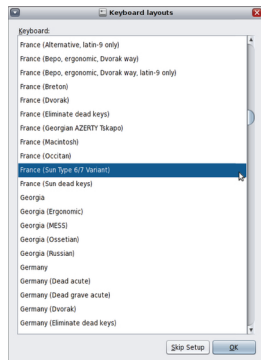 Keyboard layouts
Keyboard:
France (Alternative, latin-9 only)
France (Bepo, ergonomic, Dvorak way)
France (Bepo, ergonomic, Dvorak way, latin-9 only)
France (Breton)
France (Dvorak)
France (Eliminate dead keys)
France (Georgian AZERTY Tskapo)
France (Macintosh)
France (Occitan)
France (Sun Type 6/7 Variant)
France (Sun dead keys)
Georgia
Georgia (Ergonomic)
Georgia (MESS)
Georgia (Ossetian)
Georgia (Russian)
Germany
Germany (Dead acute)
Germany (Dead grave acute)
Germany (Dvorak)
Germany (Eliminate dead keys)
Skip Setup OK